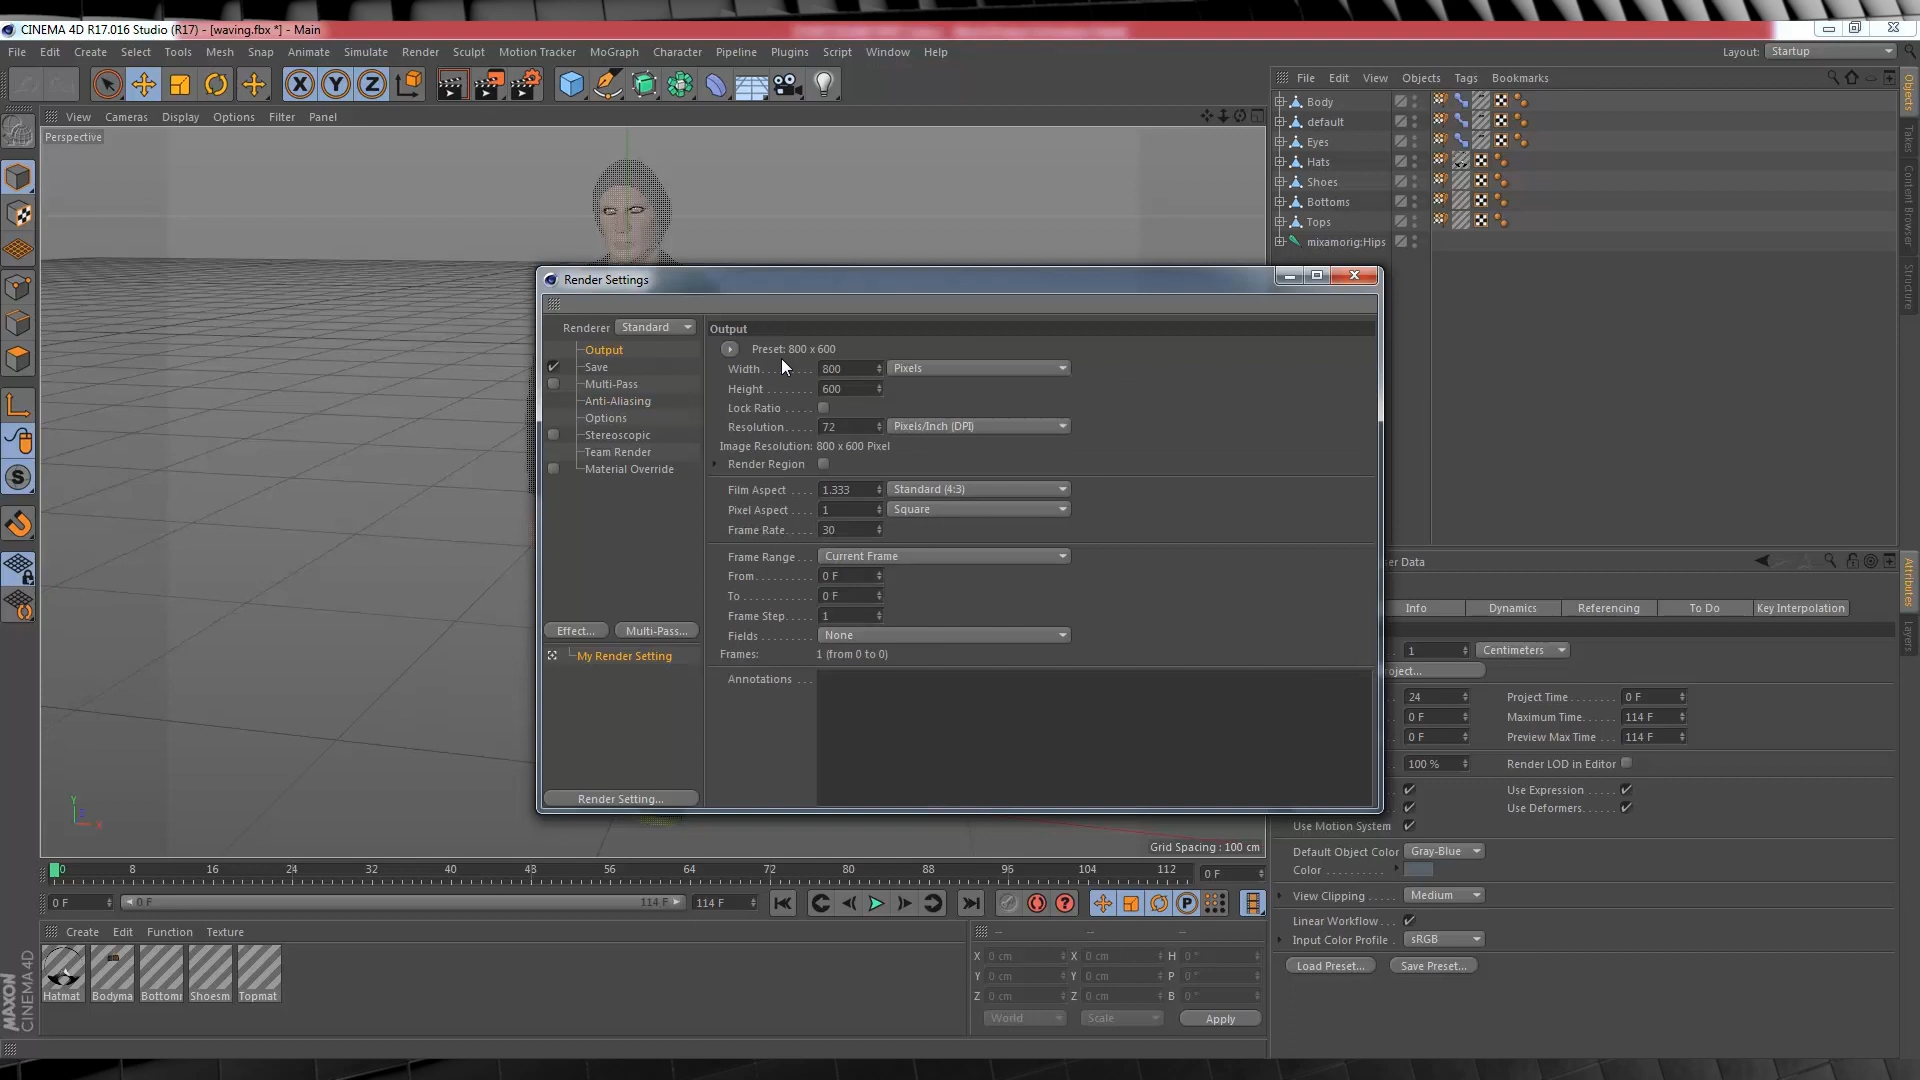 CINEMA 4D R17.016 Studio (R17) - [waving.fbx *] - Main
File Edit Create Select Tools Mesh Snap Animate Simulate Render Sculpt Motion Tracker MoGraph Character Pipeline Plugins Script Window Help
Layout: Startup
X Y Z
File Edit View Objects Tags Bookmarks
View Cameras Display Options Filter Panel
Perspective
Body
default
Eyes
Hats
Shoes
Bottoms
Tops
mixamorig:Hips
Objects
Takes
Content Browser
Structure
Render Settings
Renderer Standard
Output
Save
Multi-Pass
Anti-Aliasing
Options
Stereoscopic
Team Render
Material Override
Effect... Multi-Pass...
My Render Setting
Render Setting...
Output
Preset: 800 x 600
Width 800 Pixels
Height 600
Lock Ratio
Resolution 72 Pixels/Inch (DPI)
Image Resolution: 800 x 600 Pixel
Render Region
Film Aspect 1.333 Standard (4:3)
Pixel Aspect 1 Square
Frame Rate 30
Frame Range Current Frame
From 0 F
To 0 F
Frame Step 1
Fields None
Frames: 1 (from 0 to 0)
Annotations
Attributes
Layers
er Data
Info Dynamics Referencing To Do Key Interpolation
1 Centimeters
oject...
24 Project Time 0 F
0 F Maximum Time 114 F
0 F Preview Max Time 114 F
100 % Render LOD in Editor
Use Expression
Use Deformers
Use Motion System
Default Object Color Gray-Blue
Color
View Clipping Medium
Linear Workflow
Input Color Profile sRGB
Load Preset... Save Preset...
Y
X
Grid Spacing : 100 cm
0 8 16 24 32 40 48 56 64 72 80 88 96 104 112 0 F
0 F 0 F 114 F 114 F
P
Create Edit Function Texture
Hatmat Bodyma Bottomr Shoesm Topmat
-- -- --
X 0 cm X 0 cm H 0 °
Y 0 cm Y 0 cm P 0 °
Z 0 cm Z 0 cm B 0 °
World Scale Apply
MAXON
CINEMA 4D